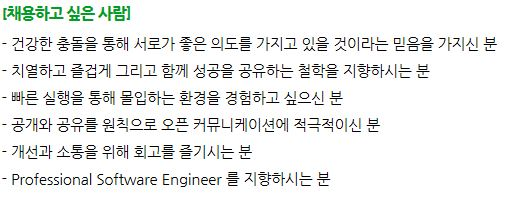 [채용하고 싶은 사람]
- 건강한 충돌을 통해 서로가 좋은 의도를 가지고 있을 것이라는 믿음을 가지신 분
- 치열하고 즐겁게 그리고 함께 성공을 공유하는 철학을 지향하시는 분
- 빠른 실행을 통해 몰입하는 환경을 경험하고 싶으신 분
- 공개와 공유를 원칙으로 오픈 커뮤니케이션에 적극적이신 분
- 개선과 소통을 위해 회고를 즐기시는 분
- Professional Software Engineer 를 지향하시는 분